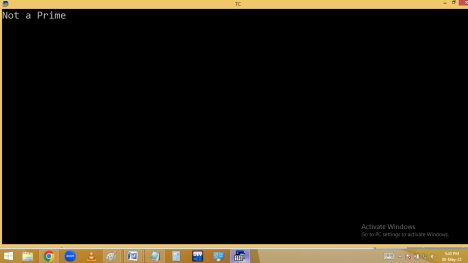 TC
Not a Prime
Activate Windows
Go to PC settings to activate Windows.